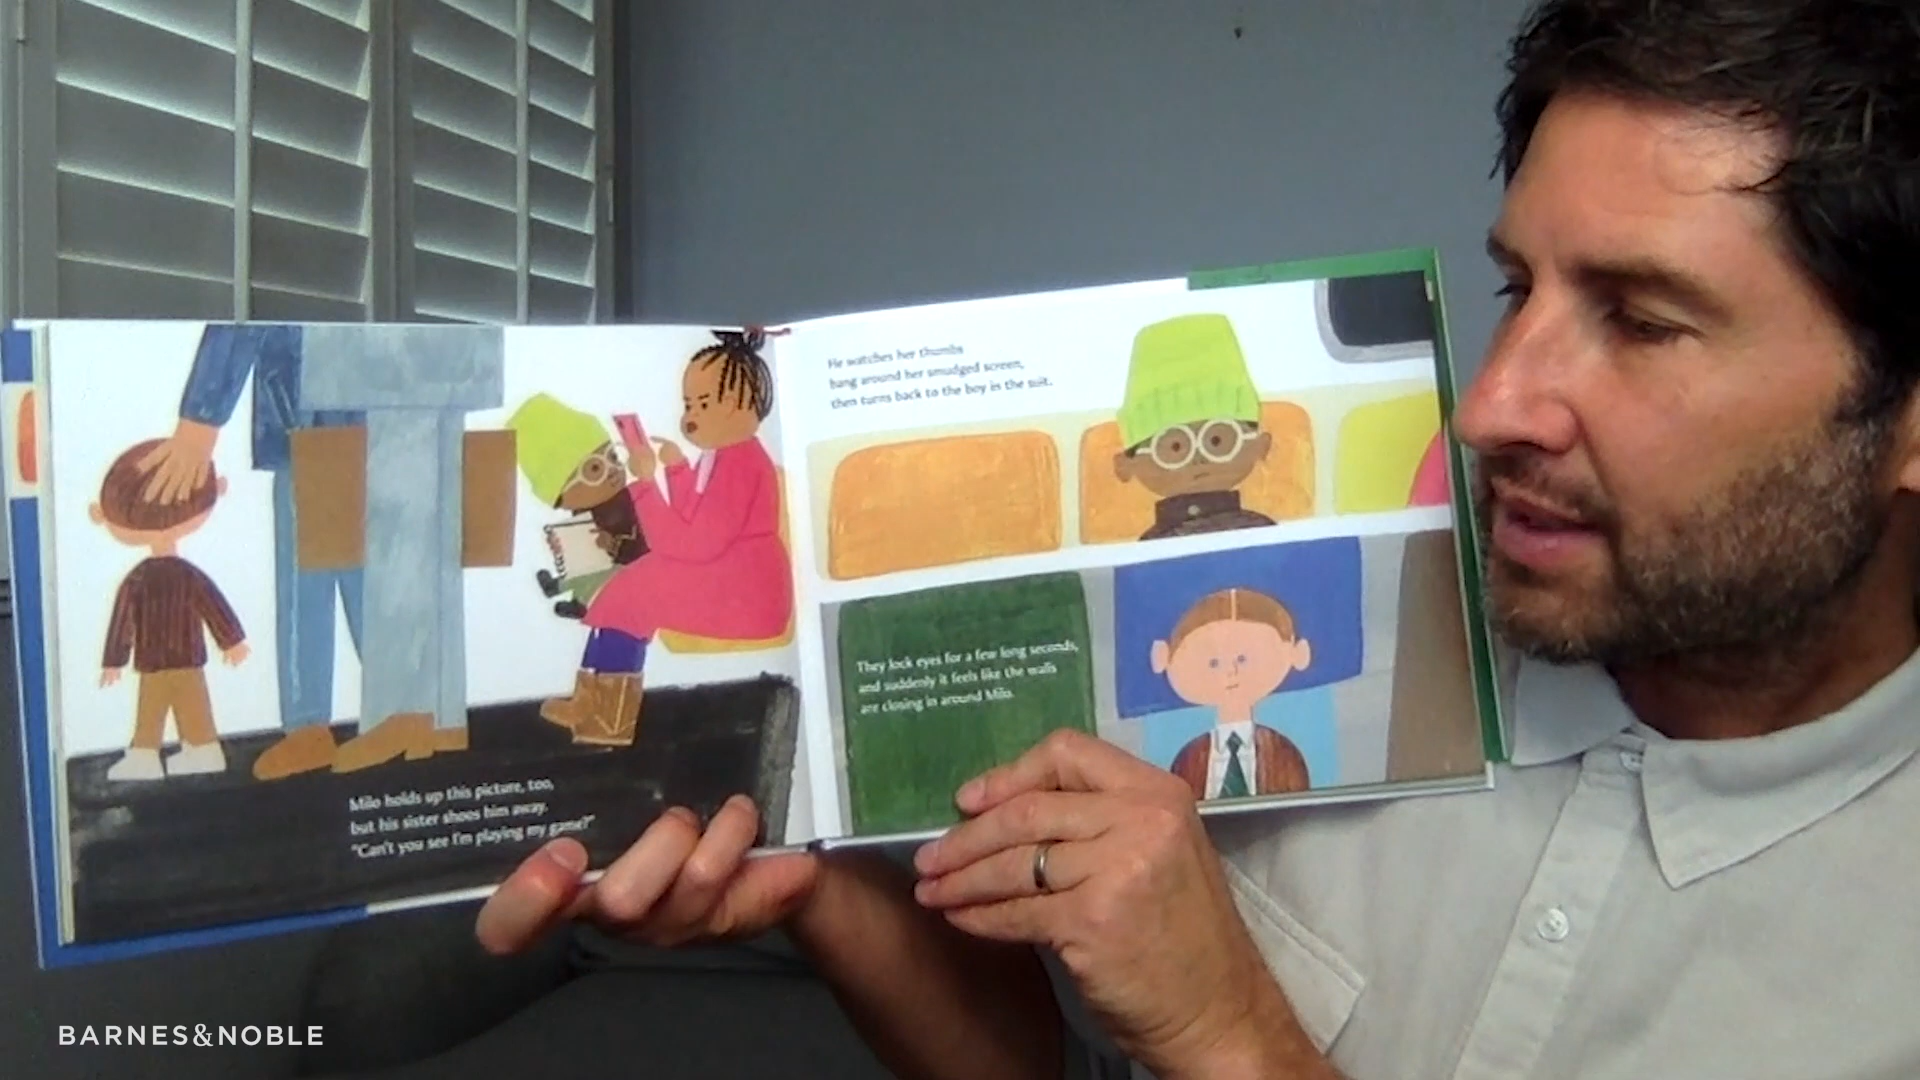 Milo holds up this picture, too,
but his sister shoos him away.
"Can't you see I'm playing my game?"
He watches her thumbs
bang around her smudged screen,
then turns back to the boy in the suit.
They lock eyes for a few long seconds,
and suddenly it feels like the walls
are closing in around Milo.
BARNES&NOBLE